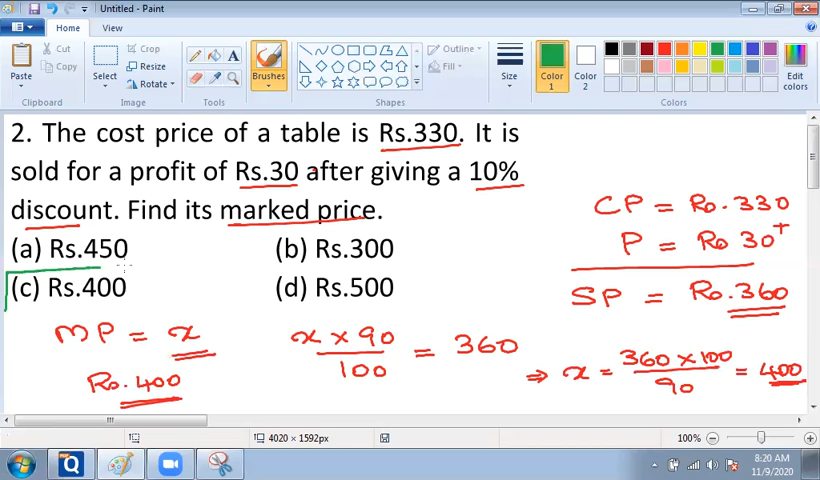 Untitled - Paint
Home
View
Paste
Cut
Copy
Clipboard
Select
Crop
Resize
Rotate
Image
Tools
A
Brushes
Shapes
Outline
Fill
Size
Color 1
Color 2
Colors
Edit colors
2. The cost price of a table is Rs.330. It is
sold for a profit of Rs.30 after giving a 10%
discount. Find its marked price.
(a) Rs.450
(b) Rs.300
(c) Rs.400
(d) Rs.500
CP = Rs.330
P = Rs 30 +
SP = Rs.360
MP = x
Rs.400
x × 90 / 100 = 360
⇒ x = 360 × 100 / 90 = 400
4020 × 1592px
100%
8:20 AM
11/9/2020